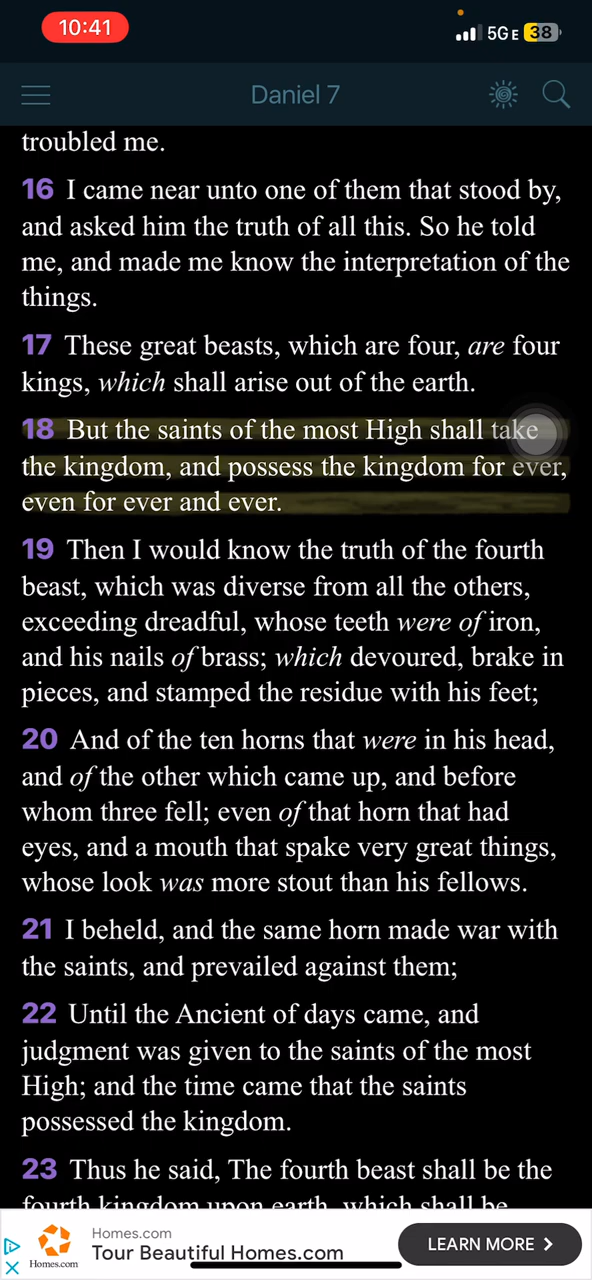 10:41
5GE 38
Daniel 7
troubled me.
16 I came near unto one of them that stood by,
and asked him the truth of all this. So he told
me, and made me know the interpretation of the
things.
17 These great beasts, which are four, are four
kings, which shall arise out of the earth.
18 But the saints of the most High shall take
the kingdom, and possess the kingdom for ever,
even for ever and ever.
19 Then I would know the truth of the fourth
beast, which was diverse from all the others,
exceeding dreadful, whose teeth were of iron,
and his nails of brass; which devoured, brake in
pieces, and stamped the residue with his feet;
20 And of the ten horns that were in his head,
and of the other which came up, and before
whom three fell; even of that horn that had
eyes, and a mouth that spake very great things,
whose look was more stout than his fellows.
21 I beheld, and the same horn made war with
the saints, and prevailed against them;
22 Until the Ancient of days came, and
judgment was given to the saints of the most
High; and the time came that the saints
possessed the kingdom.
23 Thus he said, The fourth beast shall be the
fourth kingdom upon earth, which shall be
Homes.com
Homes.com
Tour Beautiful Homes.com
LEARN MORE